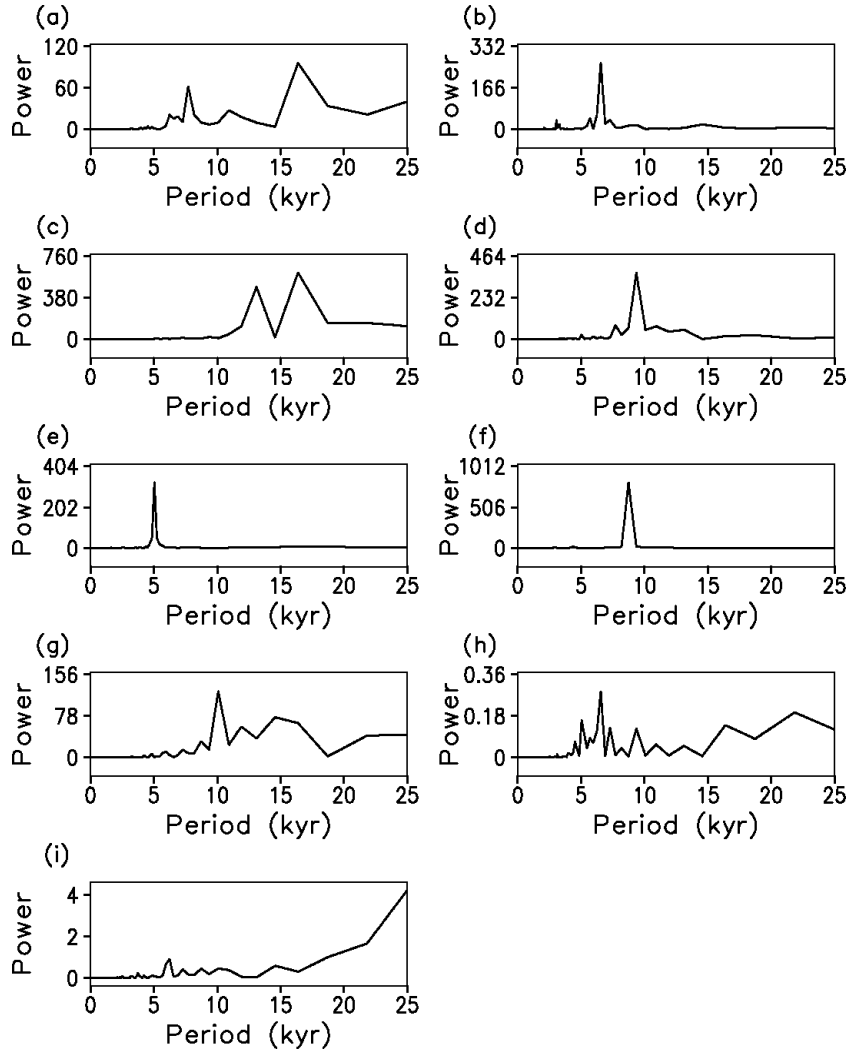 (a) (b)
Power 120 60 0 Power 332 166 0
0 5 10 15 20 25 0 5 10 15 20 25
Period (kyr) Period (kyr)
(c) (d)
Power 760 380 0 Power 464 232 0
0 5 10 15 20 25 0 5 10 15 20 25
Period (kyr) Period (kyr)
(e) (f)
Power 404 202 0 Power 1012 506 0
0 5 10 15 20 25 0 5 10 15 20 25
Period (kyr) Period (kyr)
(g) (h)
Power 156 78 0 Power 0.36 0.18 0
0 5 10 15 20 25 0 5 10 15 20 25
Period (kyr) Period (kyr)
(i)
Power 4 2 0
0 5 10 15 20 25
Period (kyr)